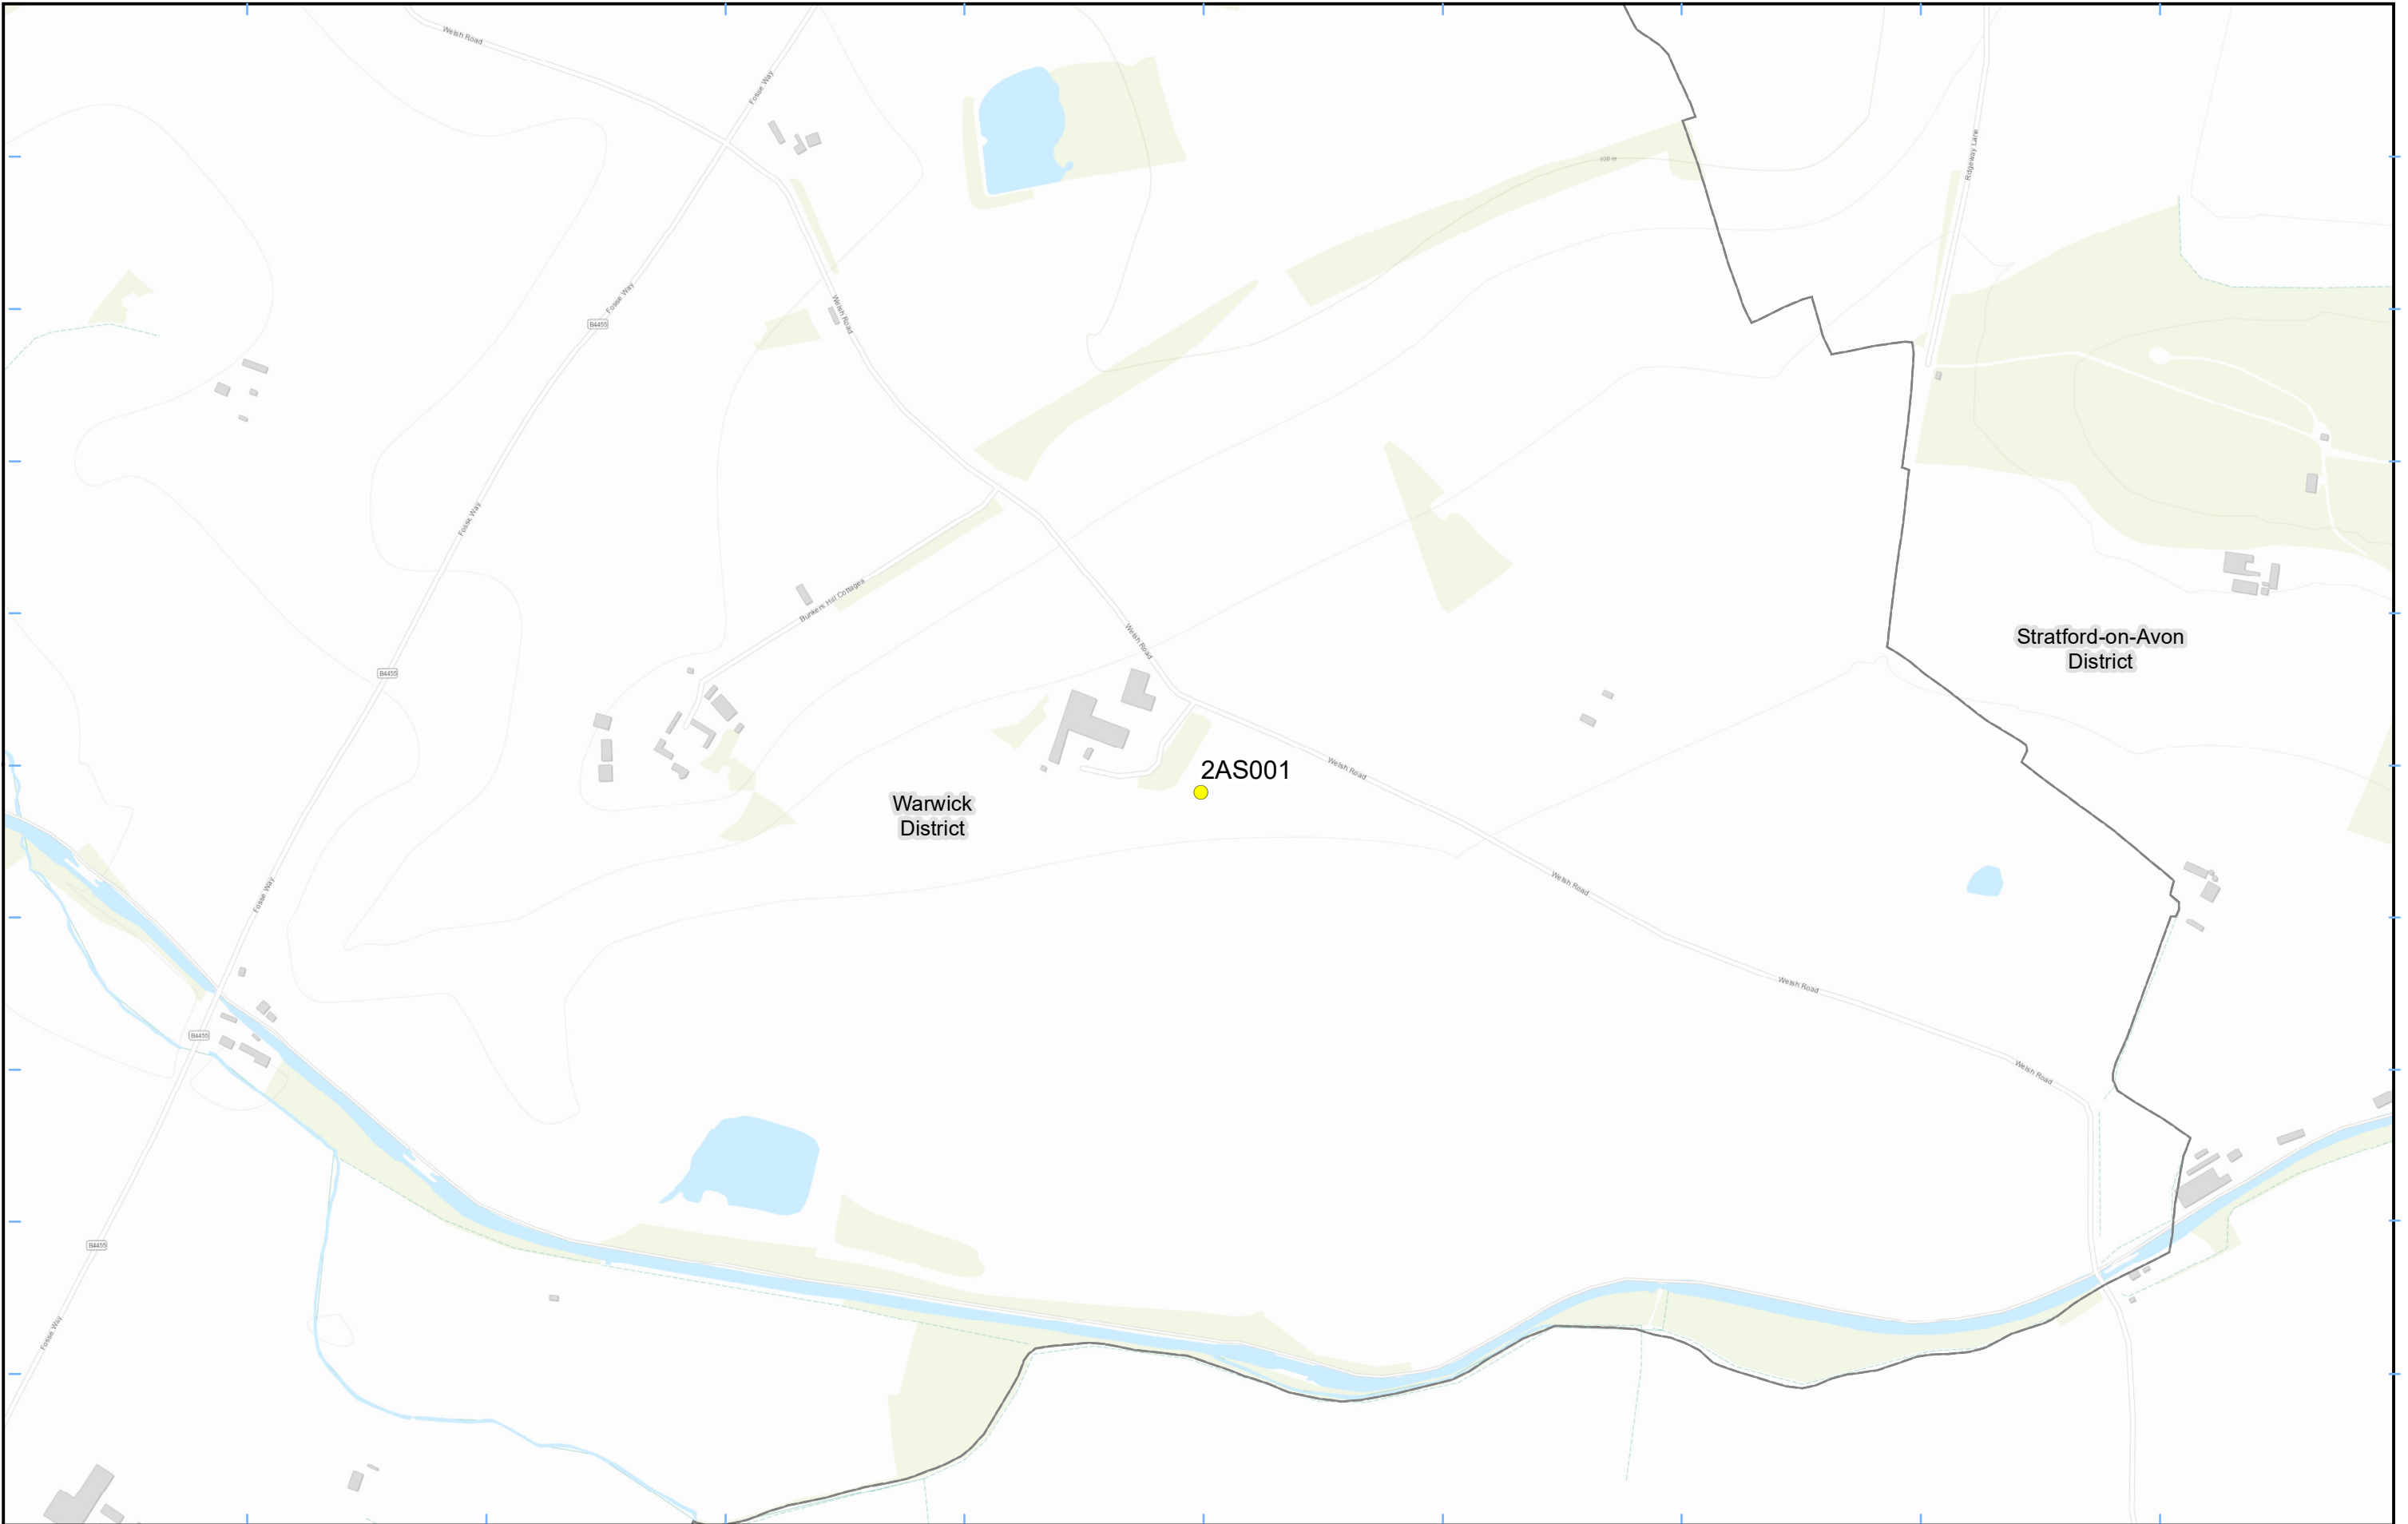 Welsh Road
Fosse Way
Ridgeway Lane
100 m
Fosse Way
Welsh Road
B4455
Fosse Way
Bunkers Hill Cottages
Welsh Road
Stratford-on-Avon
District
B4455
2AS001
Welsh Road
Warwick
District
Welsh Road
Fosse Way
Welsh Road
B4455
Welsh Road
B4455
Fosse Way